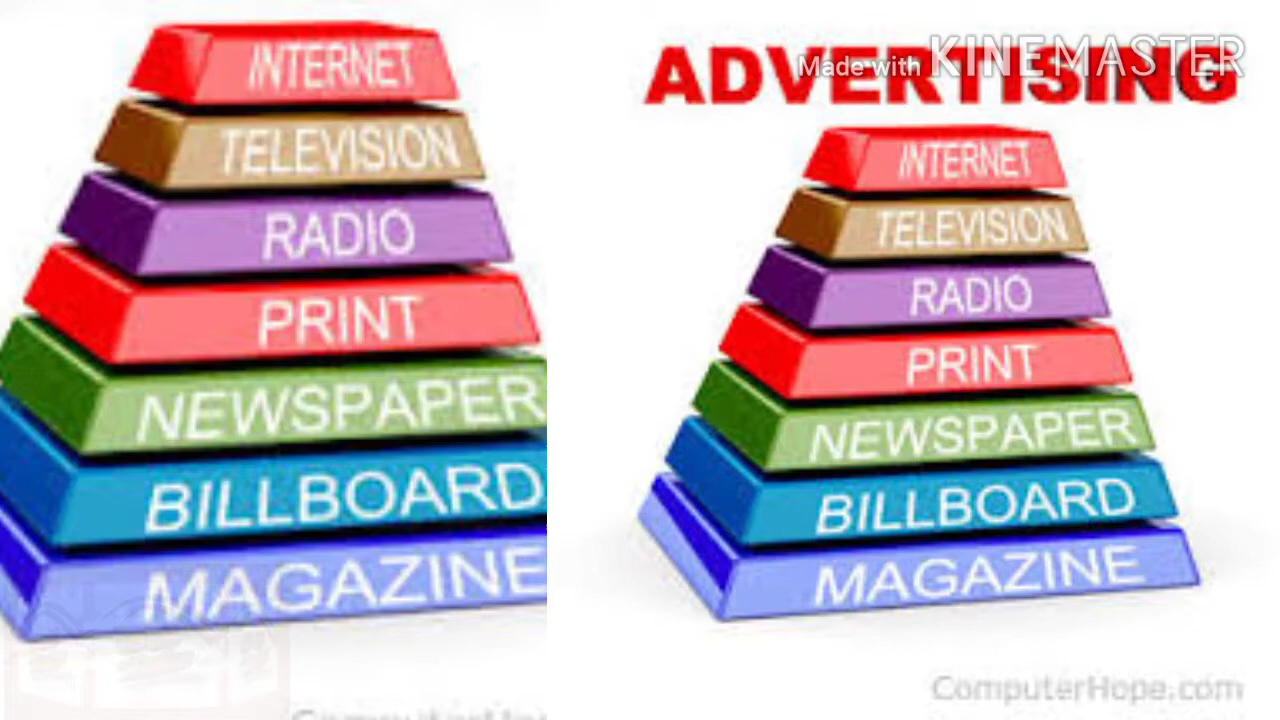 INTERNET
TELEVISION
RADIO
PRINT
NEWSPAPER
BILLBOARD
MAGAZINE
ADVERTISING
Made with KINEMASTER
INTERNET
TELEVISION
RADIO
PRINT
NEWSPAPER
BILLBOARD
MAGAZINE
ComputerHope.com